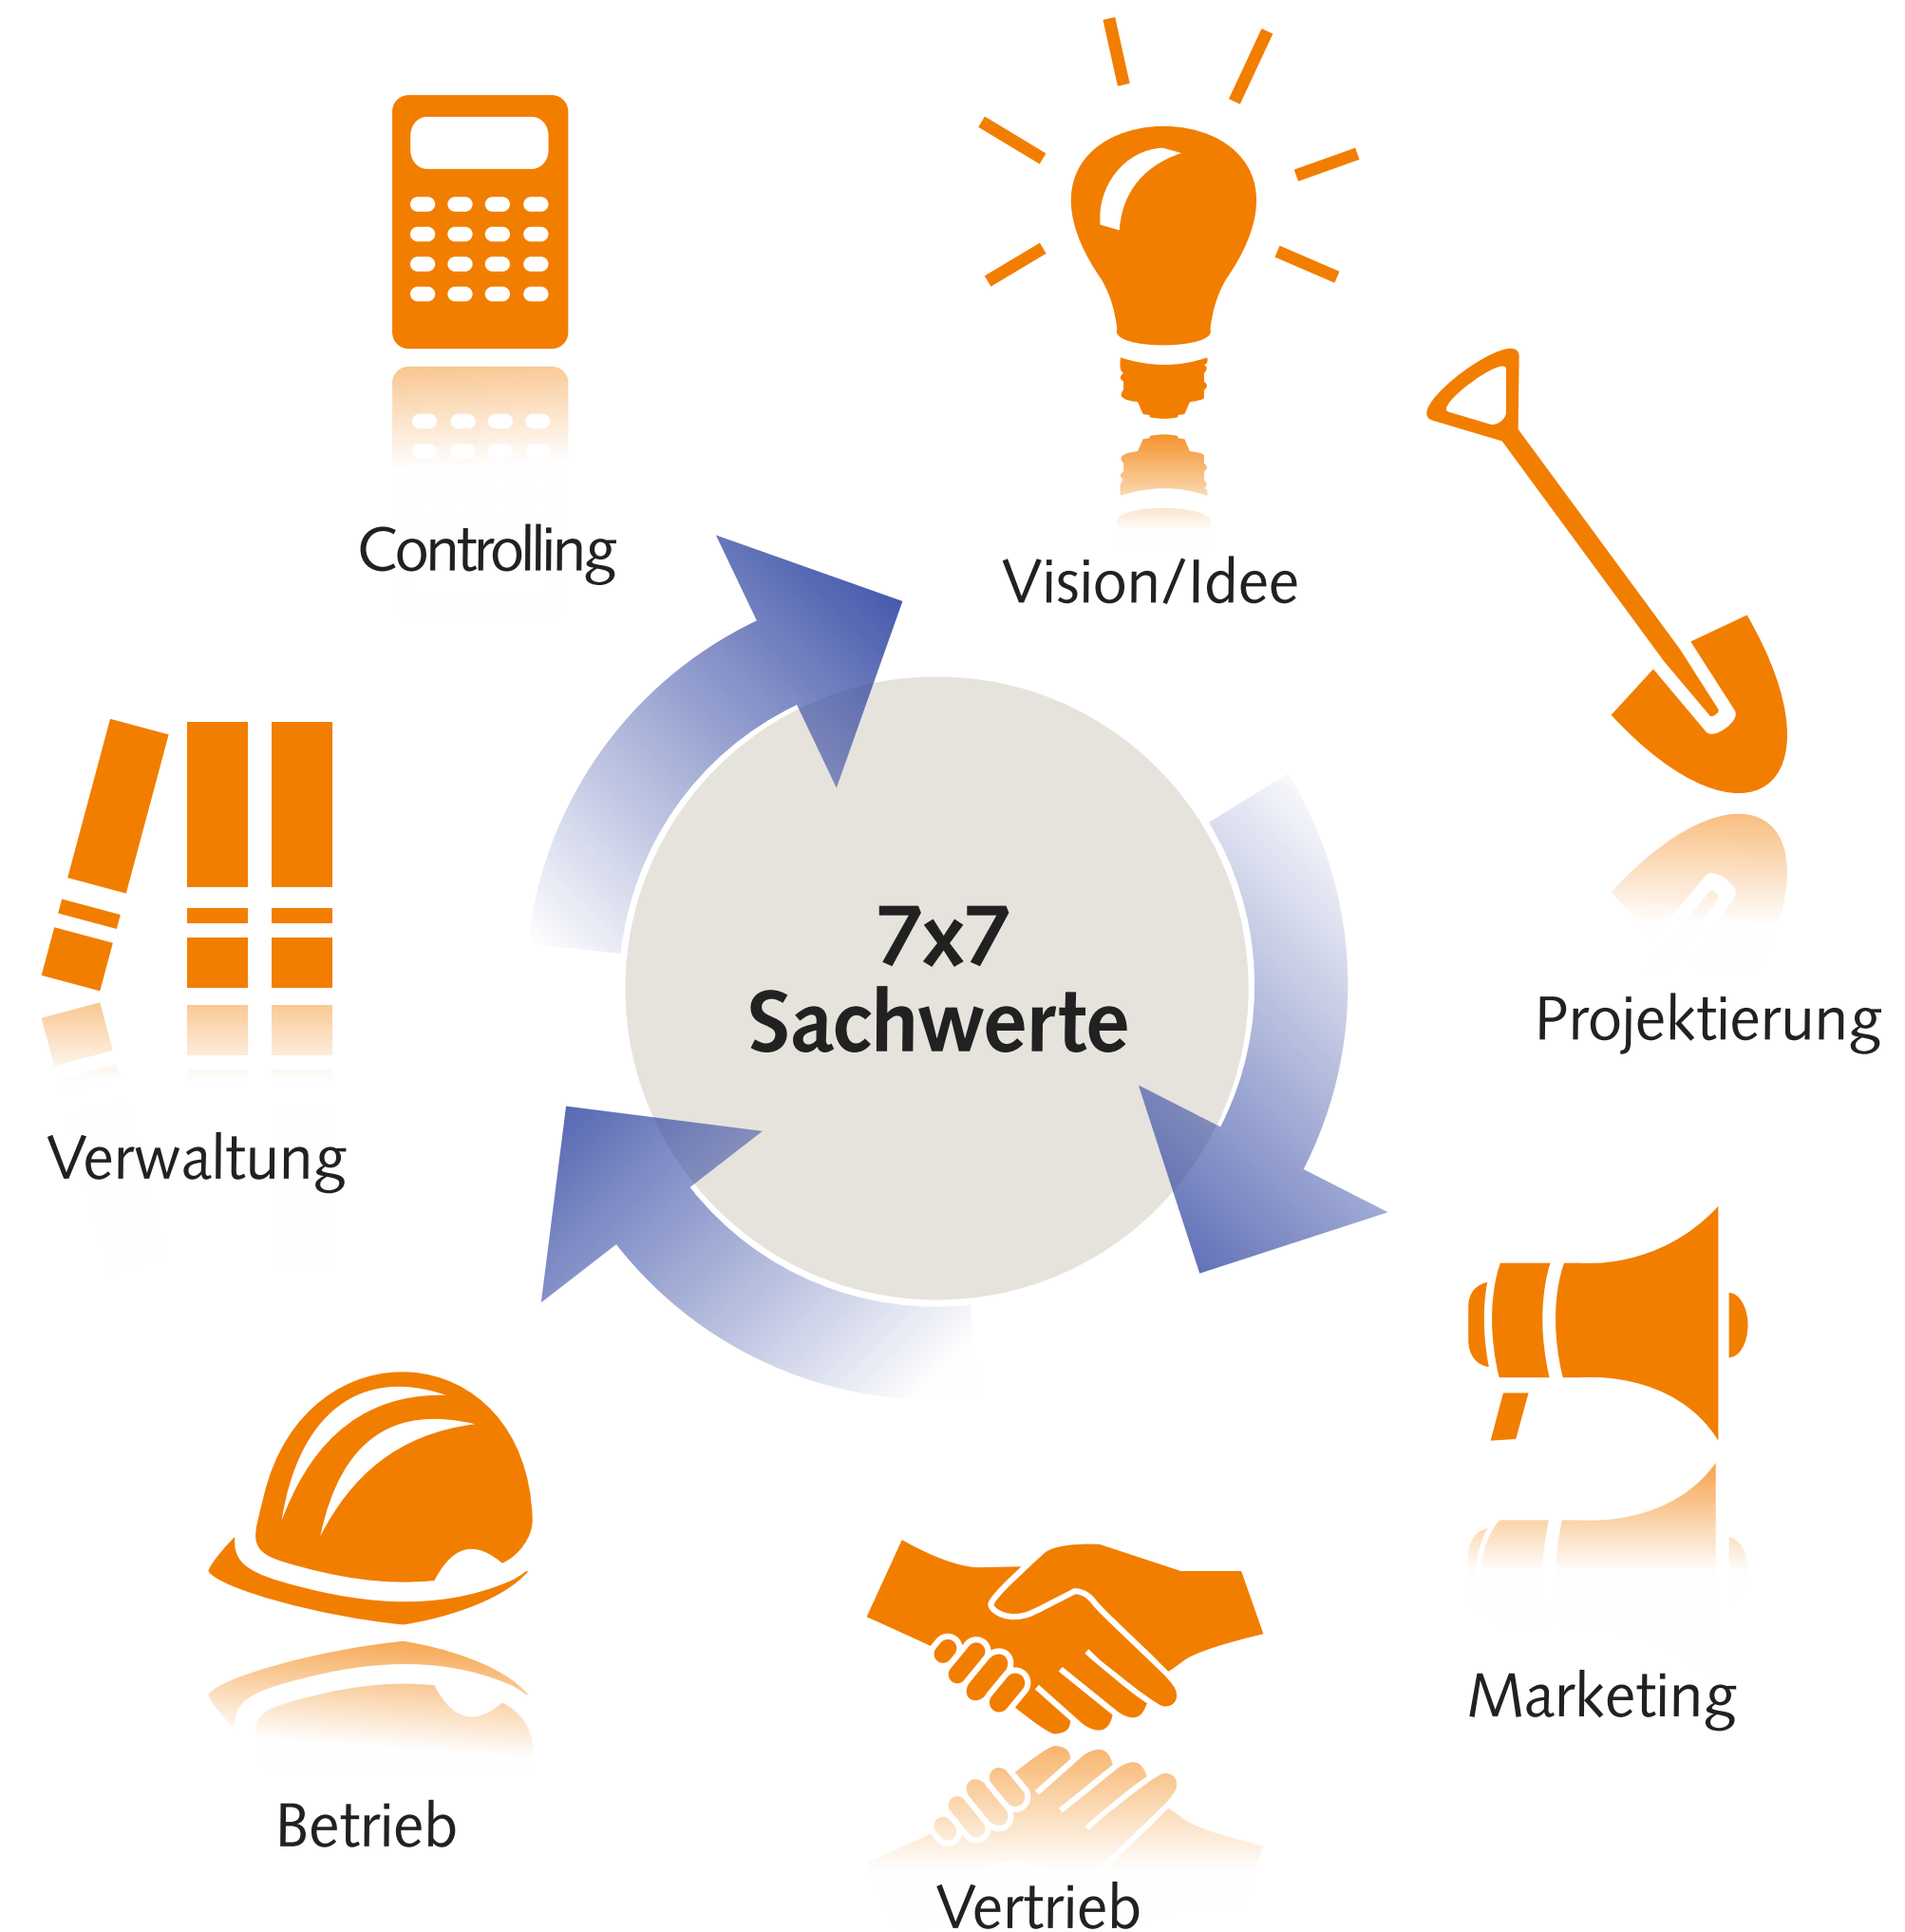 Controlling
Vision/Idee
7x7
Sachwerte
Projektierung
Verwaltung
Marketing
Betrieb
Vertrieb